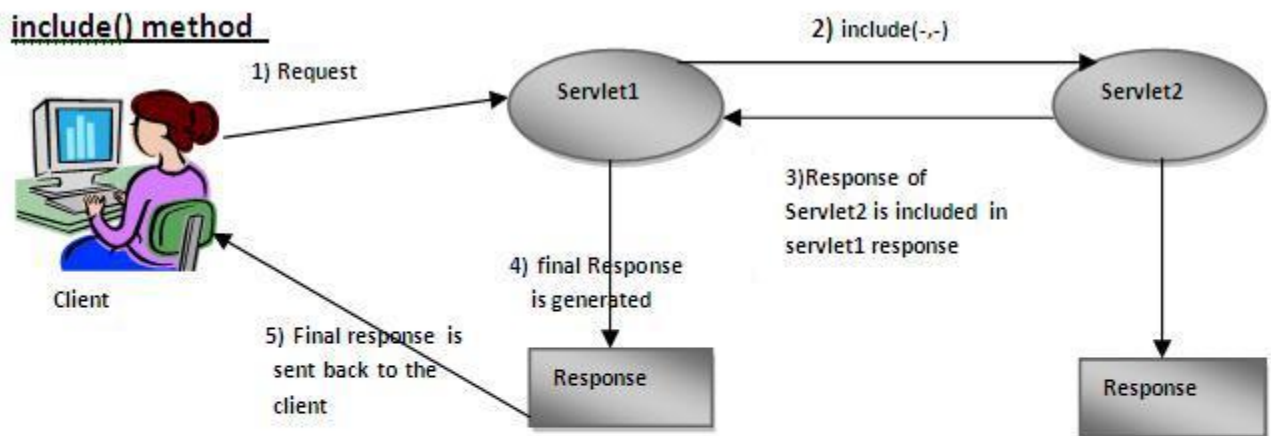 include() method
2) include(-,-)
1) Request
Servlet1
Servlet2
3)Response of
Servlet2 is included in
servlet1 response
4) final Response
is generated
Client
5) Final response is
sent back to the
client
Response
Response